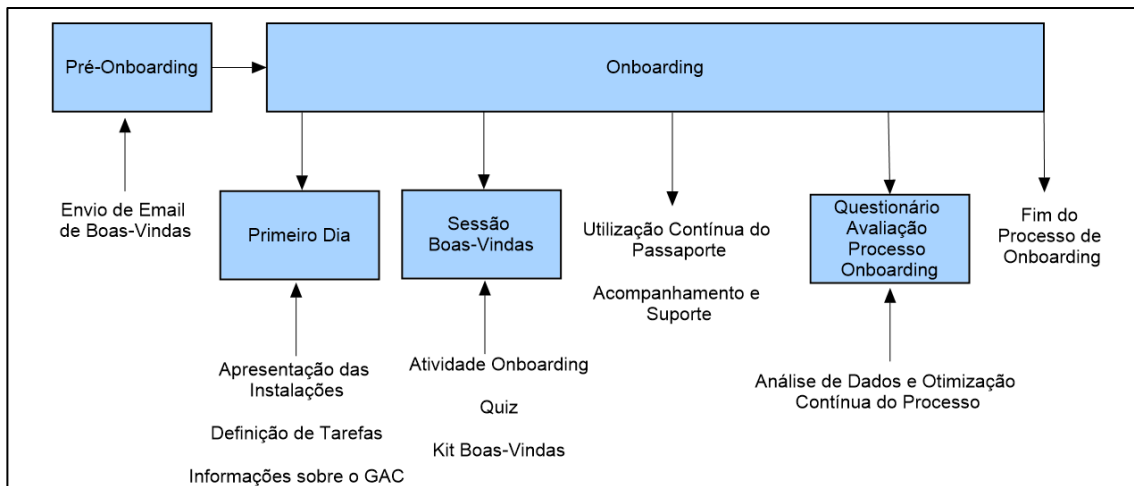 Pré-Onboarding
Onboarding
Envio de Email
de Boas-Vindas
Primeiro Dia
Sessão
Boas-Vindas
Utilização Contínua do
Passaporte
Acompanhamento e
Suporte
Questionário
Avaliação
Processo
Onboarding
Fim do
Processo de
Onboarding
Apresentação das
Instalações
Definição de Tarefas
Informações sobre o GAC
Atividade Onboarding
Quiz
Kit Boas-Vindas
Análise de Dados e Otimização
Contínua do Processo